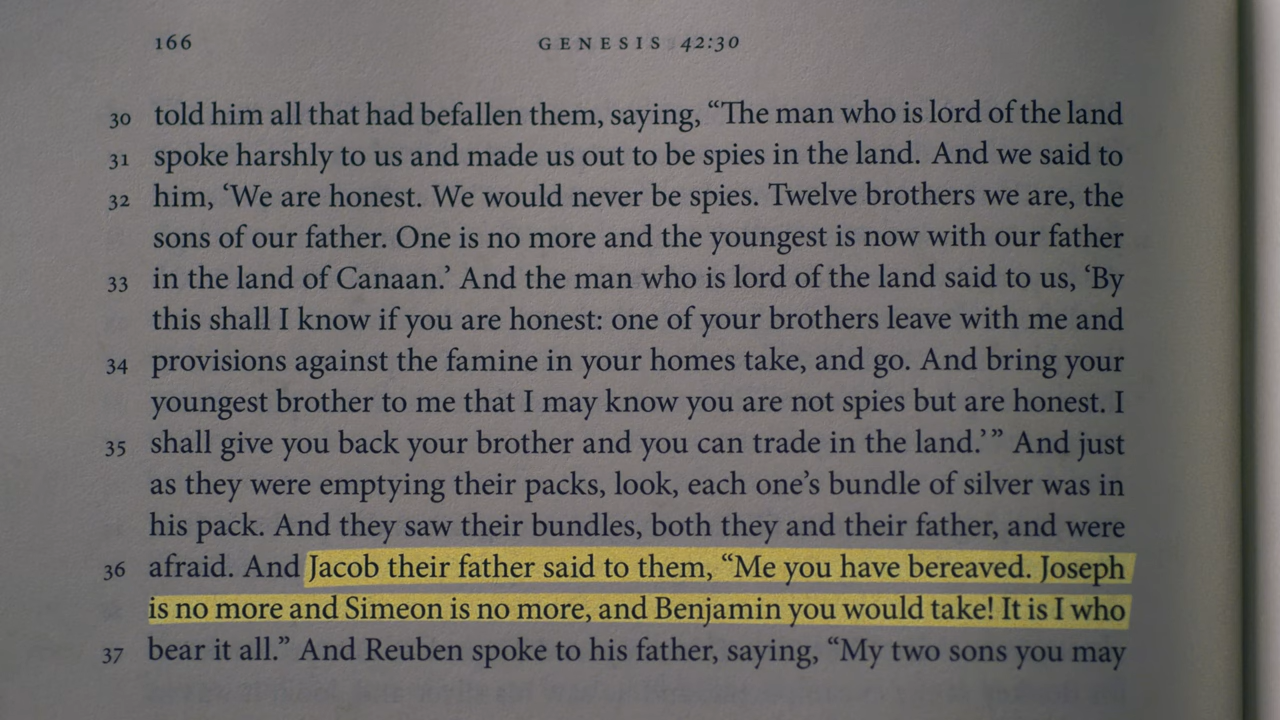 166 GENESIS 42:30
30 told him all that had befallen them, saying, “The man who is lord of the land
31 spoke harshly to us and made us out to be spies in the land. And we said to
32 him, ‘We are honest. We would never be spies. Twelve brothers we are, the
sons of our father. One is no more and the youngest is now with our father
33 in the land of Canaan.’ And the man who is lord of the land said to us, ‘By
this shall I know if you are honest: one of your brothers leave with me and
34 provisions against the famine in your homes take, and go. And bring your
youngest brother to me that I may know you are not spies but are honest. I
35 shall give you back your brother and you can trade in the land.’” And just
as they were emptying their packs, look, each one’s bundle of silver was in
his pack. And they saw their bundles, both they and their father, and were
36 afraid. And Jacob their father said to them, “Me you have bereaved. Joseph
is no more and Simeon is no more, and Benjamin you would take! It is I who
37 bear it all.” And Reuben spoke to his father, saying, “My two sons you may